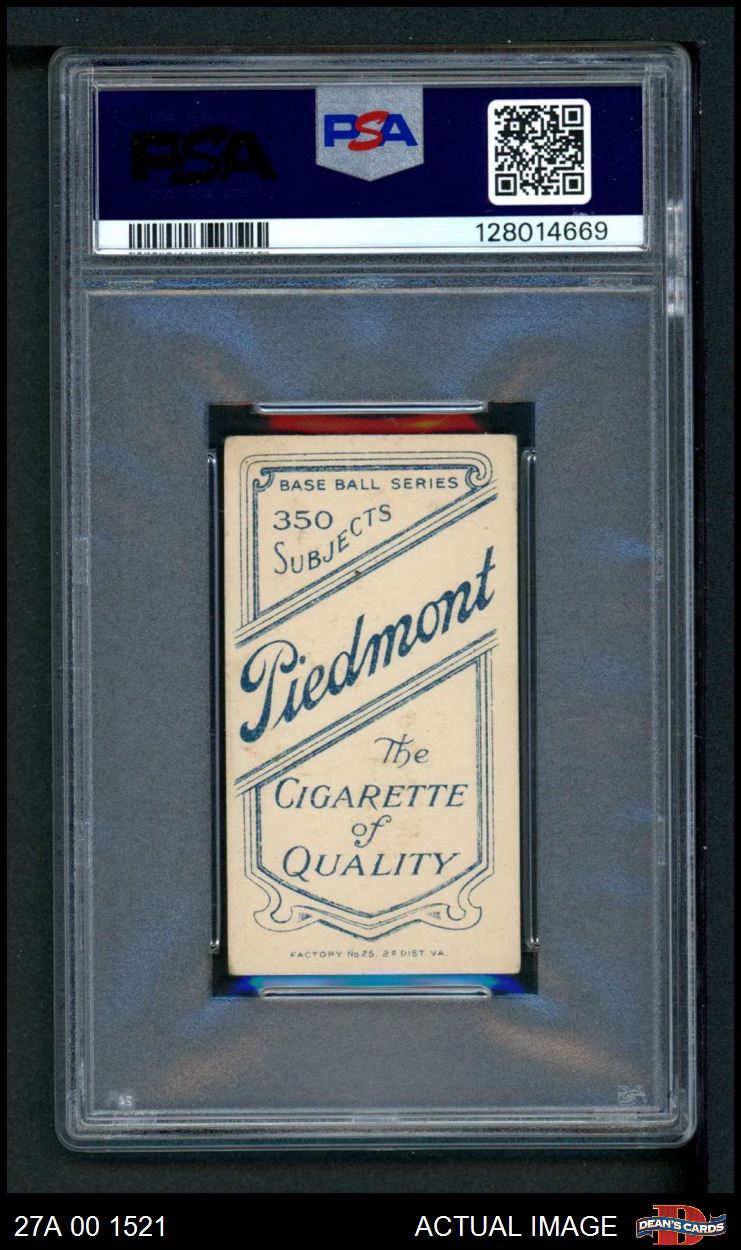 PSA
PSA
128014669
BASE BALL SERIES
350
SUBJECTS
Piedmont
The
CIGARETTE
of
QUALITY
FACTORY No 25. 2D DIST. VA.
27A 00 1521
ACTUAL IMAGE
DEAN'S CARDS